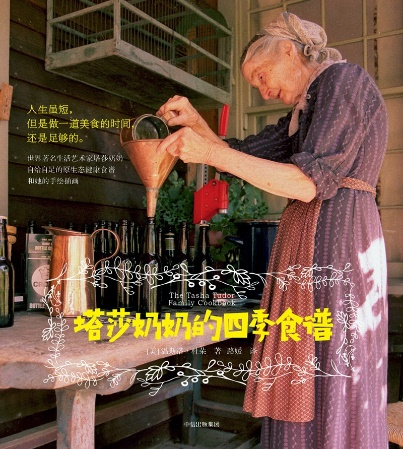 人生虽短,
但是做一道美食的时间
还是足够的。
世界著名生活艺术家塔莎奶奶
自给自足的原生态健康食谱
和她的手绘插画
The Tasha Tudor
Family Cookbook
塔莎奶奶的四季食谱
著
译
中信出版集团